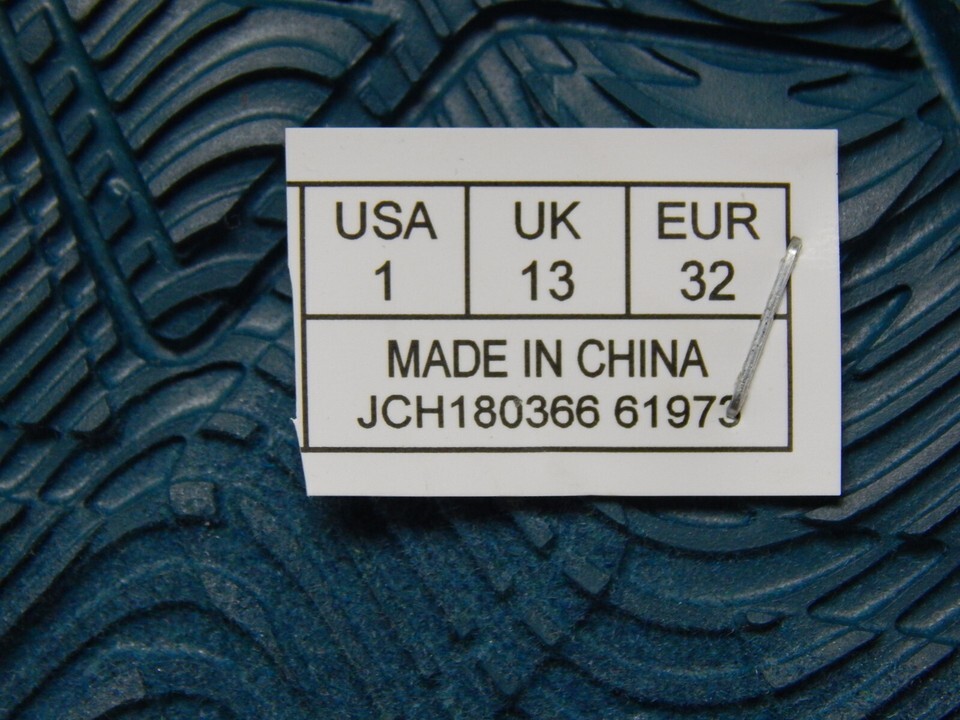 USA UK EUR
1 13 32
MADE IN CHINA
JCH180366 61973